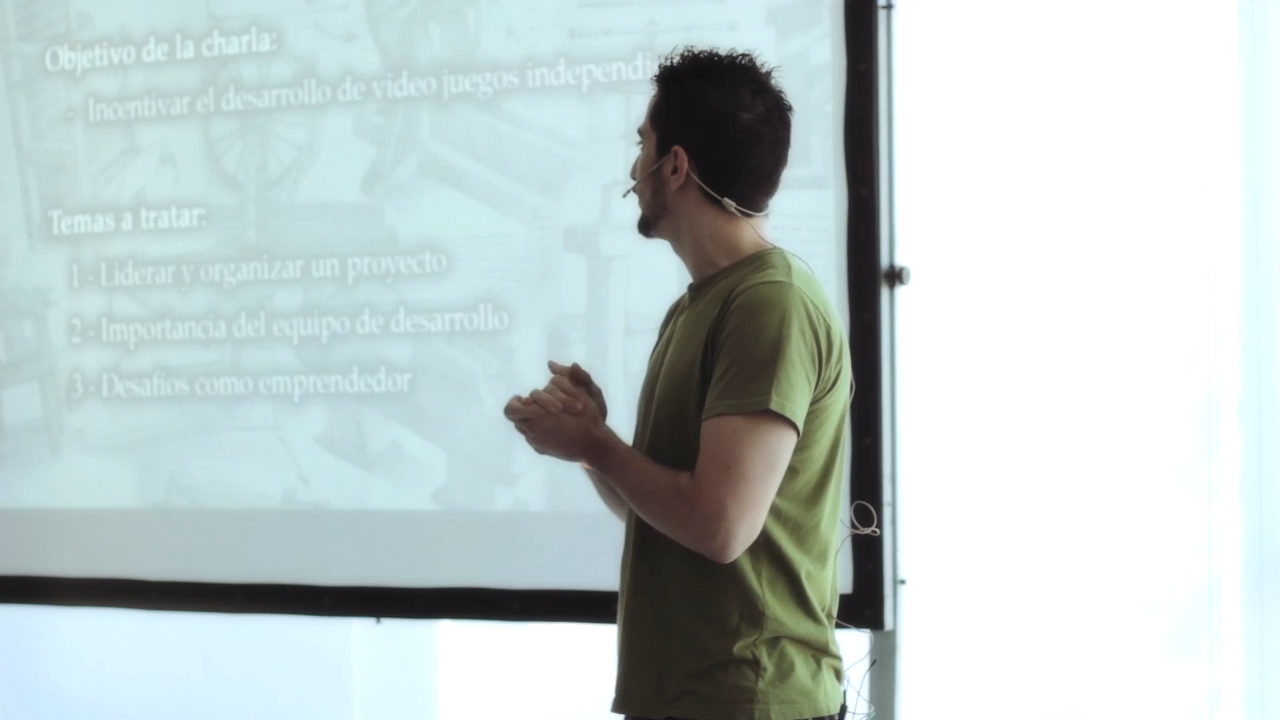 Objetivo de la charla:
- Incentivar el desarrollo de video juegos independi
Temas a tratar:
1 - Liderar y organizar un proyecto
2 - Importancia del equipo de desarrollo
3 - Desafíos como emprendedor